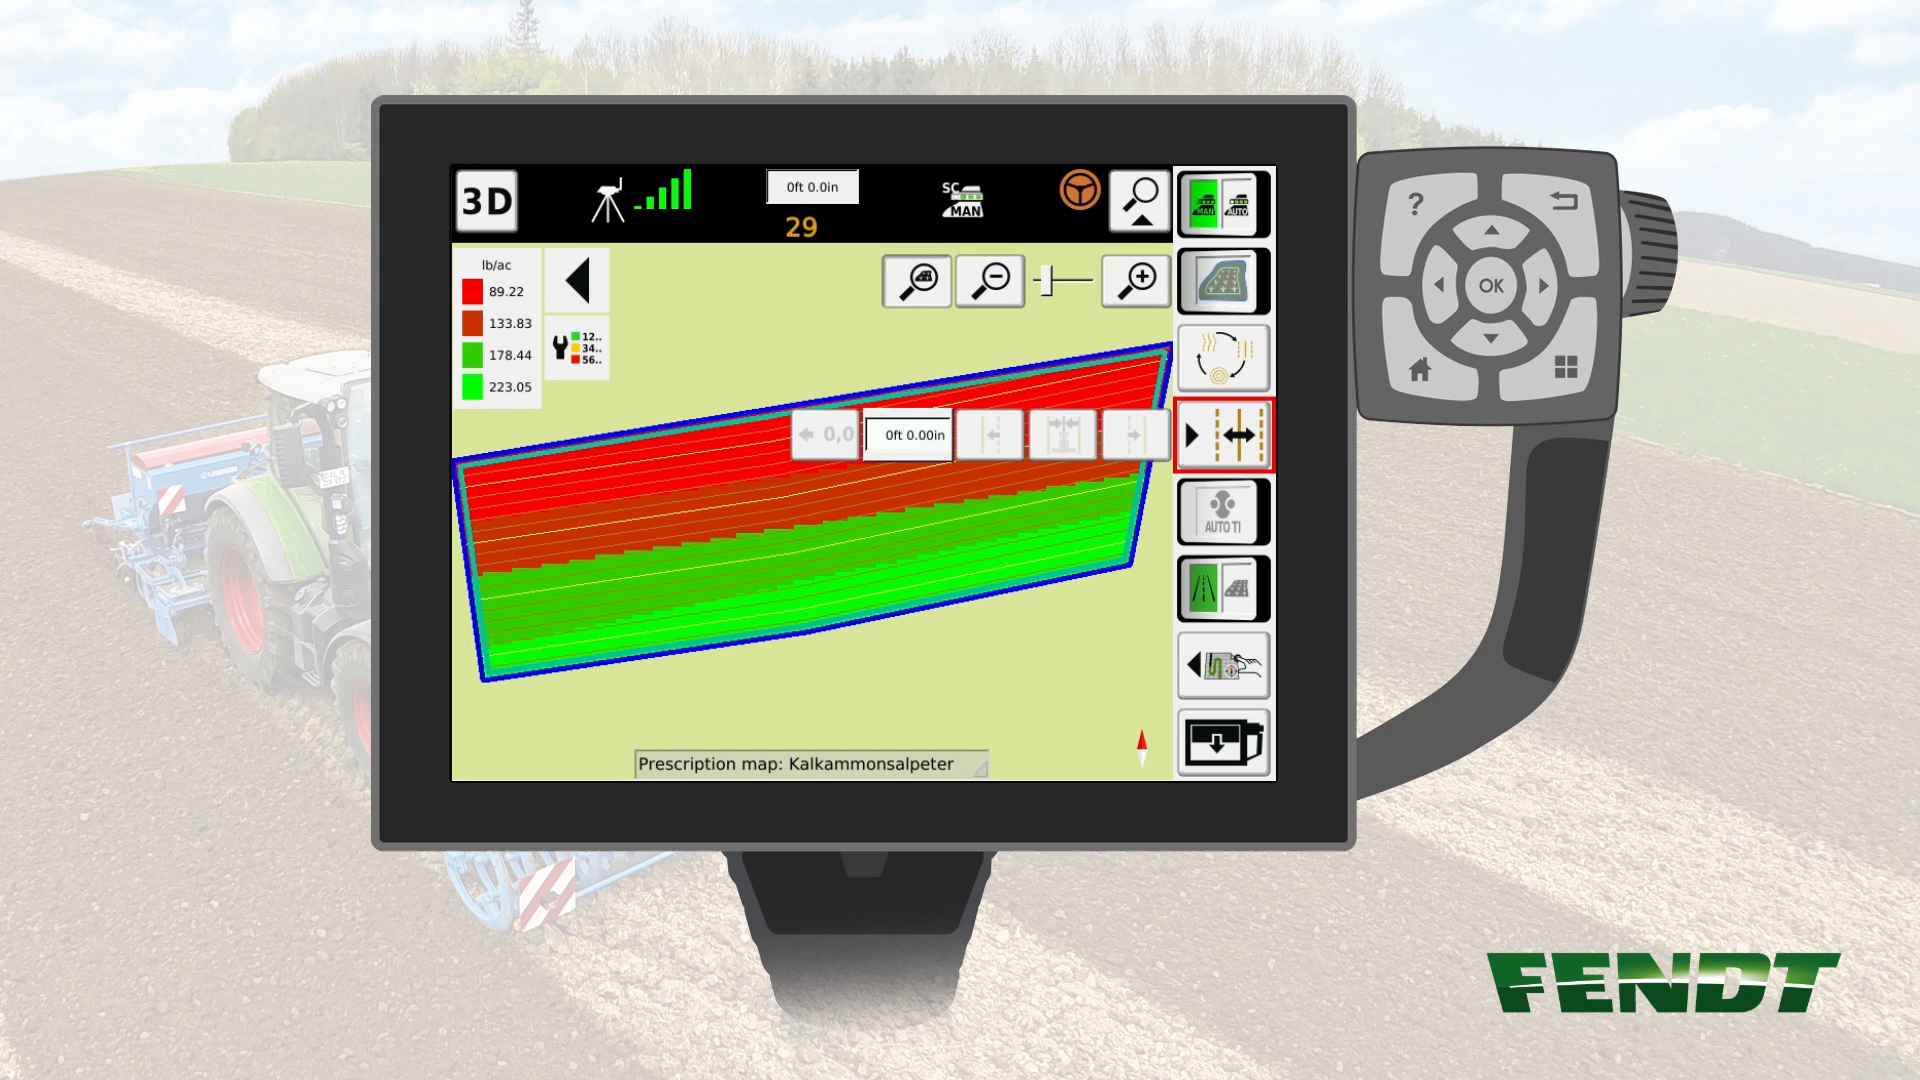 3D
0ft 0.0in
29
SC
MAN
MAN
AUTO
lb/ac
89.22
133.83
178.44
223.05
12..
34..
56..
0,0
0ft 0.00in
AUTO TI
Prescription map: Kalkammonsalpeter
?
OK
LEMKEN
FENDT